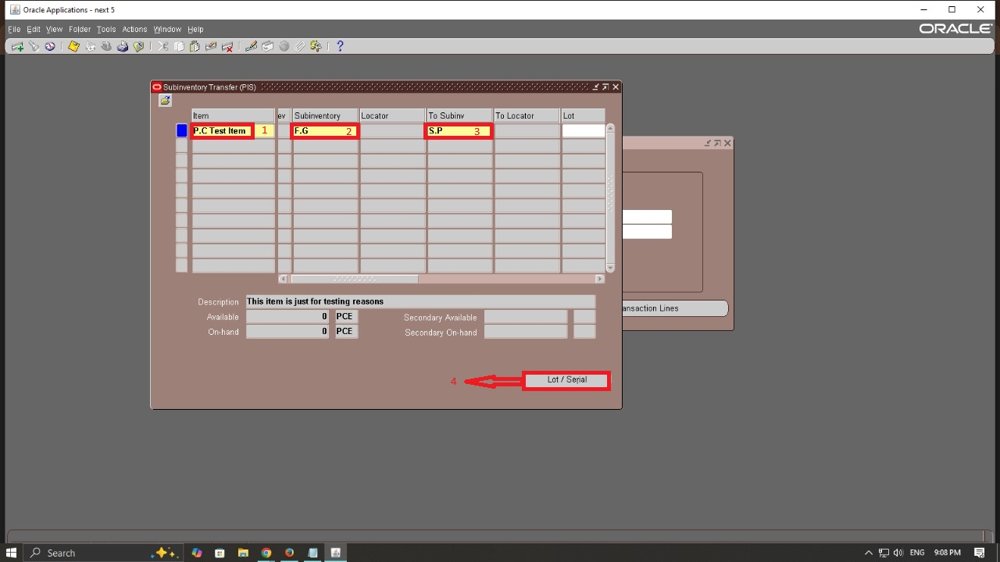 Oracle Applications - next 5
File Edit View Folder Tools Actions Window Help
ORACLE
Subinventory Transfer (PIS)
Item ev Subinventory Locator To Subinv To Locator Lot
P.C Test Item 1 F.G 2 S.P 3
Description This item is just for testing reasons
ansaction Lines
Available 0 PCE Secondary Available
On-hand 0 PCE Secondary On-hand
4 Lot / Serial
Search ENG 9:08 PM